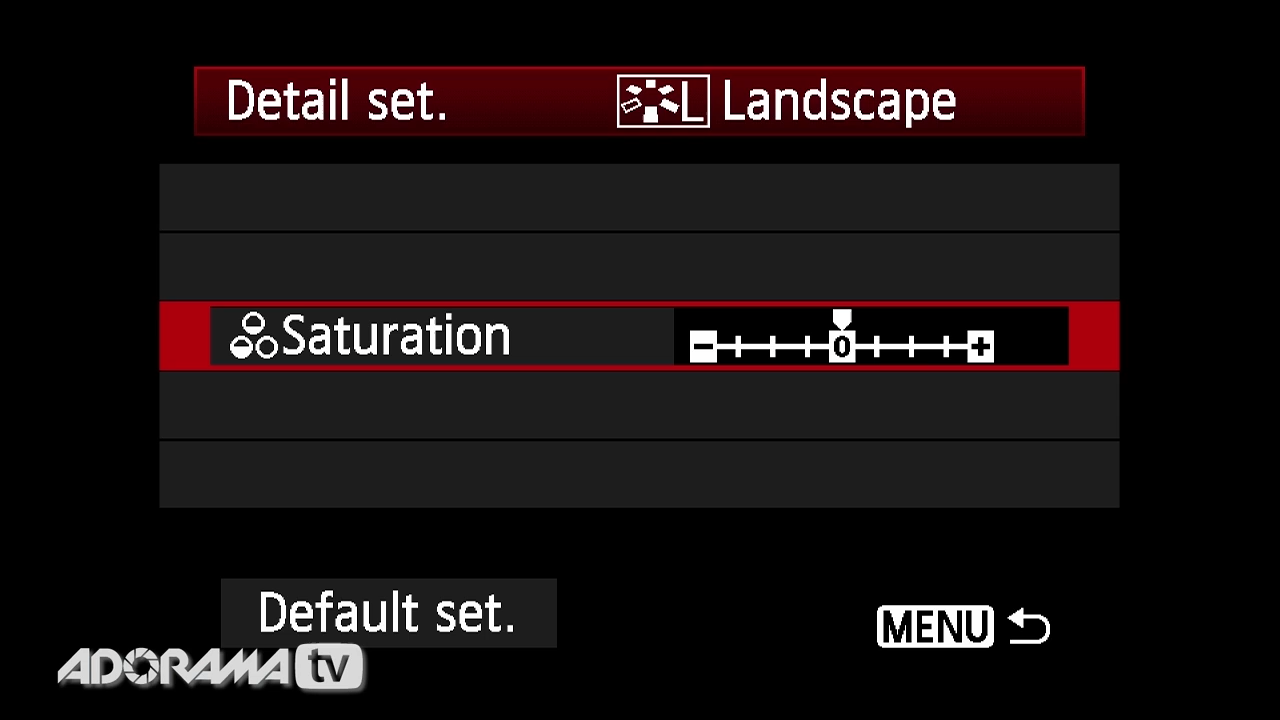 Detail set. L Landscape
Saturation - 0 +
Default set.
MENU
ADORAMA tv